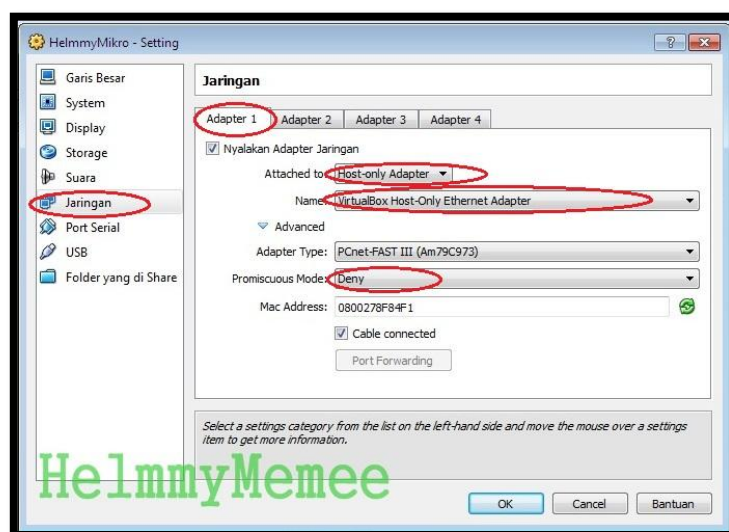 HelmmyMikro - Setting
Garis Besar
System
Display
Storage
Suara
Jaringan
Port Serial
USB
Folder yang di Share
Jaringan
Adapter 1 Adapter 2 Adapter 3 Adapter 4
Nyalakan Adapter Jaringan
Attached to: Host-only Adapter
Name: VirtualBox Host-Only Ethernet Adapter
Advanced
Adapter Type: PCnet-FAST III (Am79C973)
Promiscuous Mode: Deny
Mac Address: 0800278F84F1
Cable connected
Port Forwarding
Select a settings category from the list on the left-hand side and move the mouse over a settings
item to get more information.
HelmmyMemee
OK Cancel Bantuan